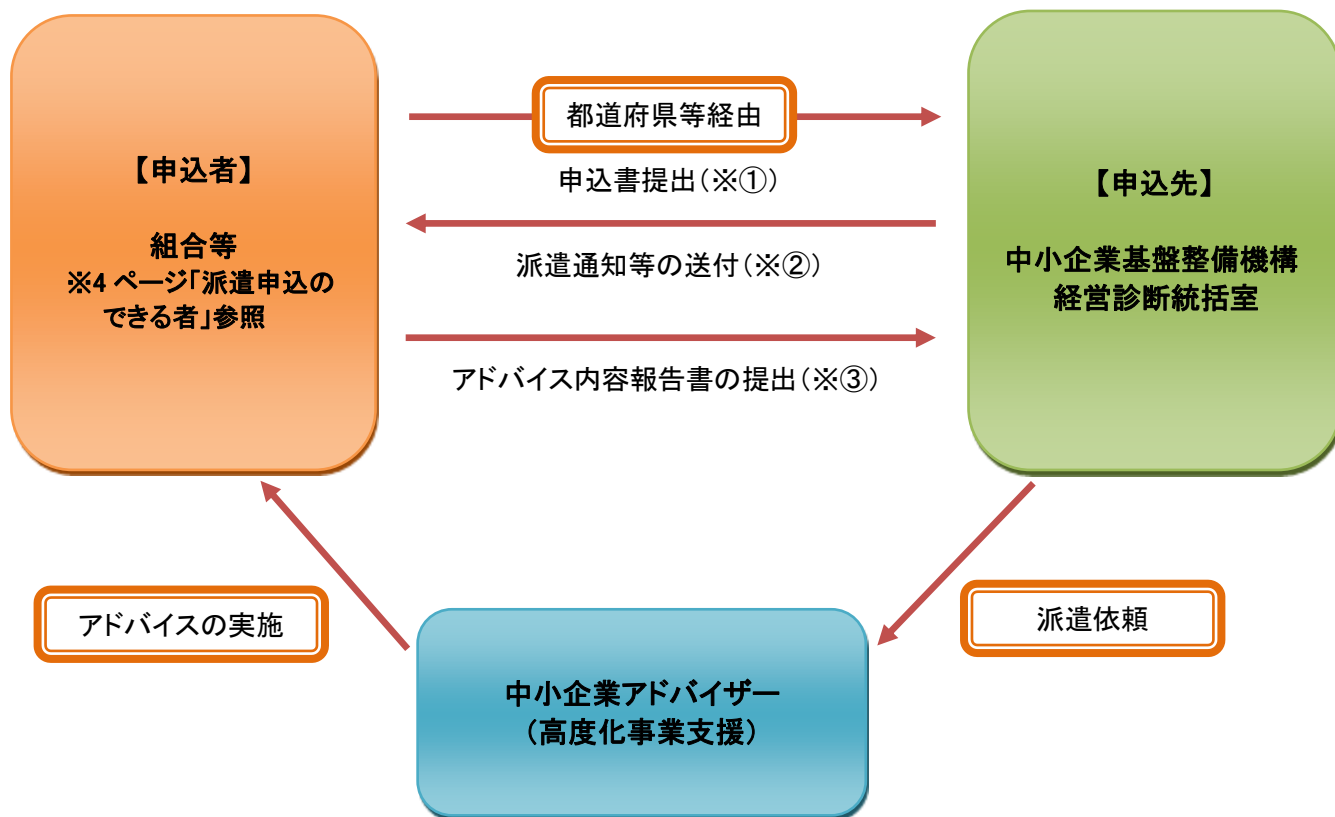 【申込者】
組合等
※4 ページ「派遣申込の
できる者」参照
都道府県等経由
申込書提出(※①)
派遣通知等の送付(※②)
アドバイス内容報告書の提出(※③)
【申込先】
中小企業基盤整備機構
経営診断統括室
アドバイスの実施
派遣依頼
中小企業アドバイザー
(高度化事業支援)